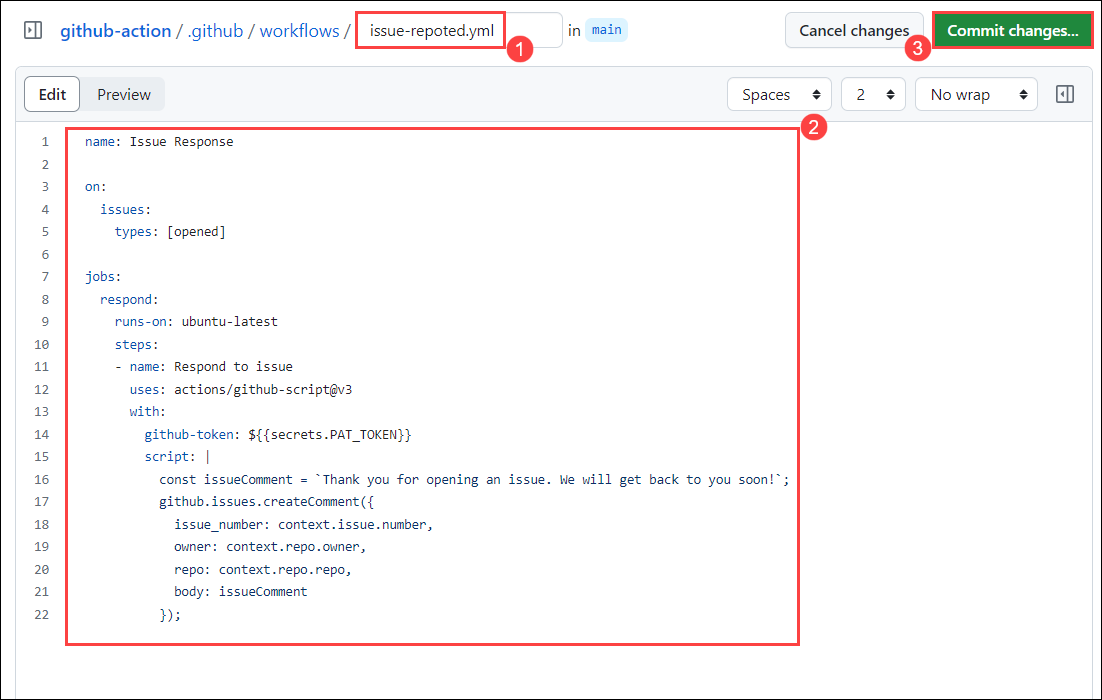 github-action / .github / workflows / issue-repoted.yml in main Cancel changes Commit changes...
1 3
Edit Preview Spaces 2 No wrap
2
1 name: Issue Response
2
3 on:
4 issues:
5 types: [opened]
6
7 jobs:
8 respond:
9 runs-on: ubuntu-latest
10 steps:
11 - name: Respond to issue
12 uses: actions/github-script@v3
13 with:
14 github-token: ${{secrets.PAT_TOKEN}}
15 script: |
16 const issueComment = `Thank you for opening an issue. We will get back to you soon!`;
17 github.issues.createComment({
18 issue_number: context.issue.number,
19 owner: context.repo.owner,
20 repo: context.repo.repo,
21 body: issueComment
22 });